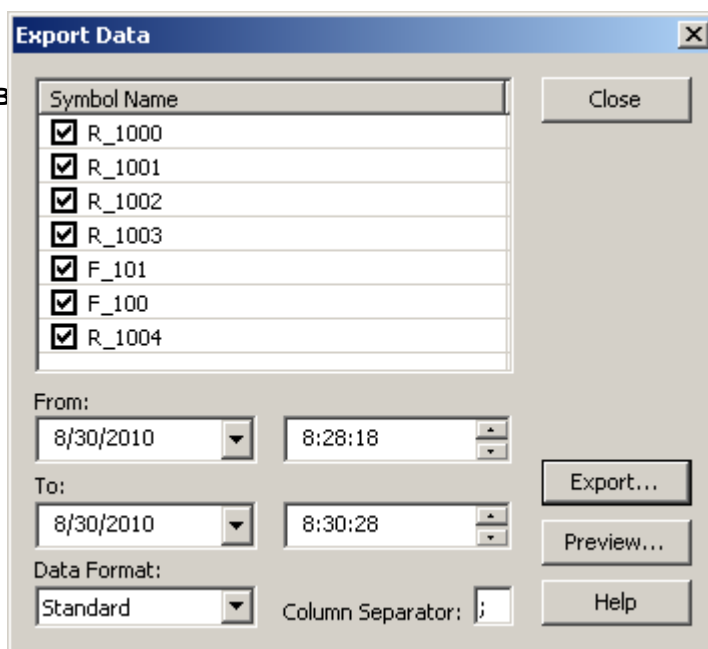 Export Data
Symbol Name
Close
R_1000
R_1001
R_1002
R_1003
F_101
F_100
R_1004
From:
8/30/2010 8:28:18
To:
Export...
8/30/2010 8:30:28
Preview...
Data Format:
Standard Column Separator: ; Help